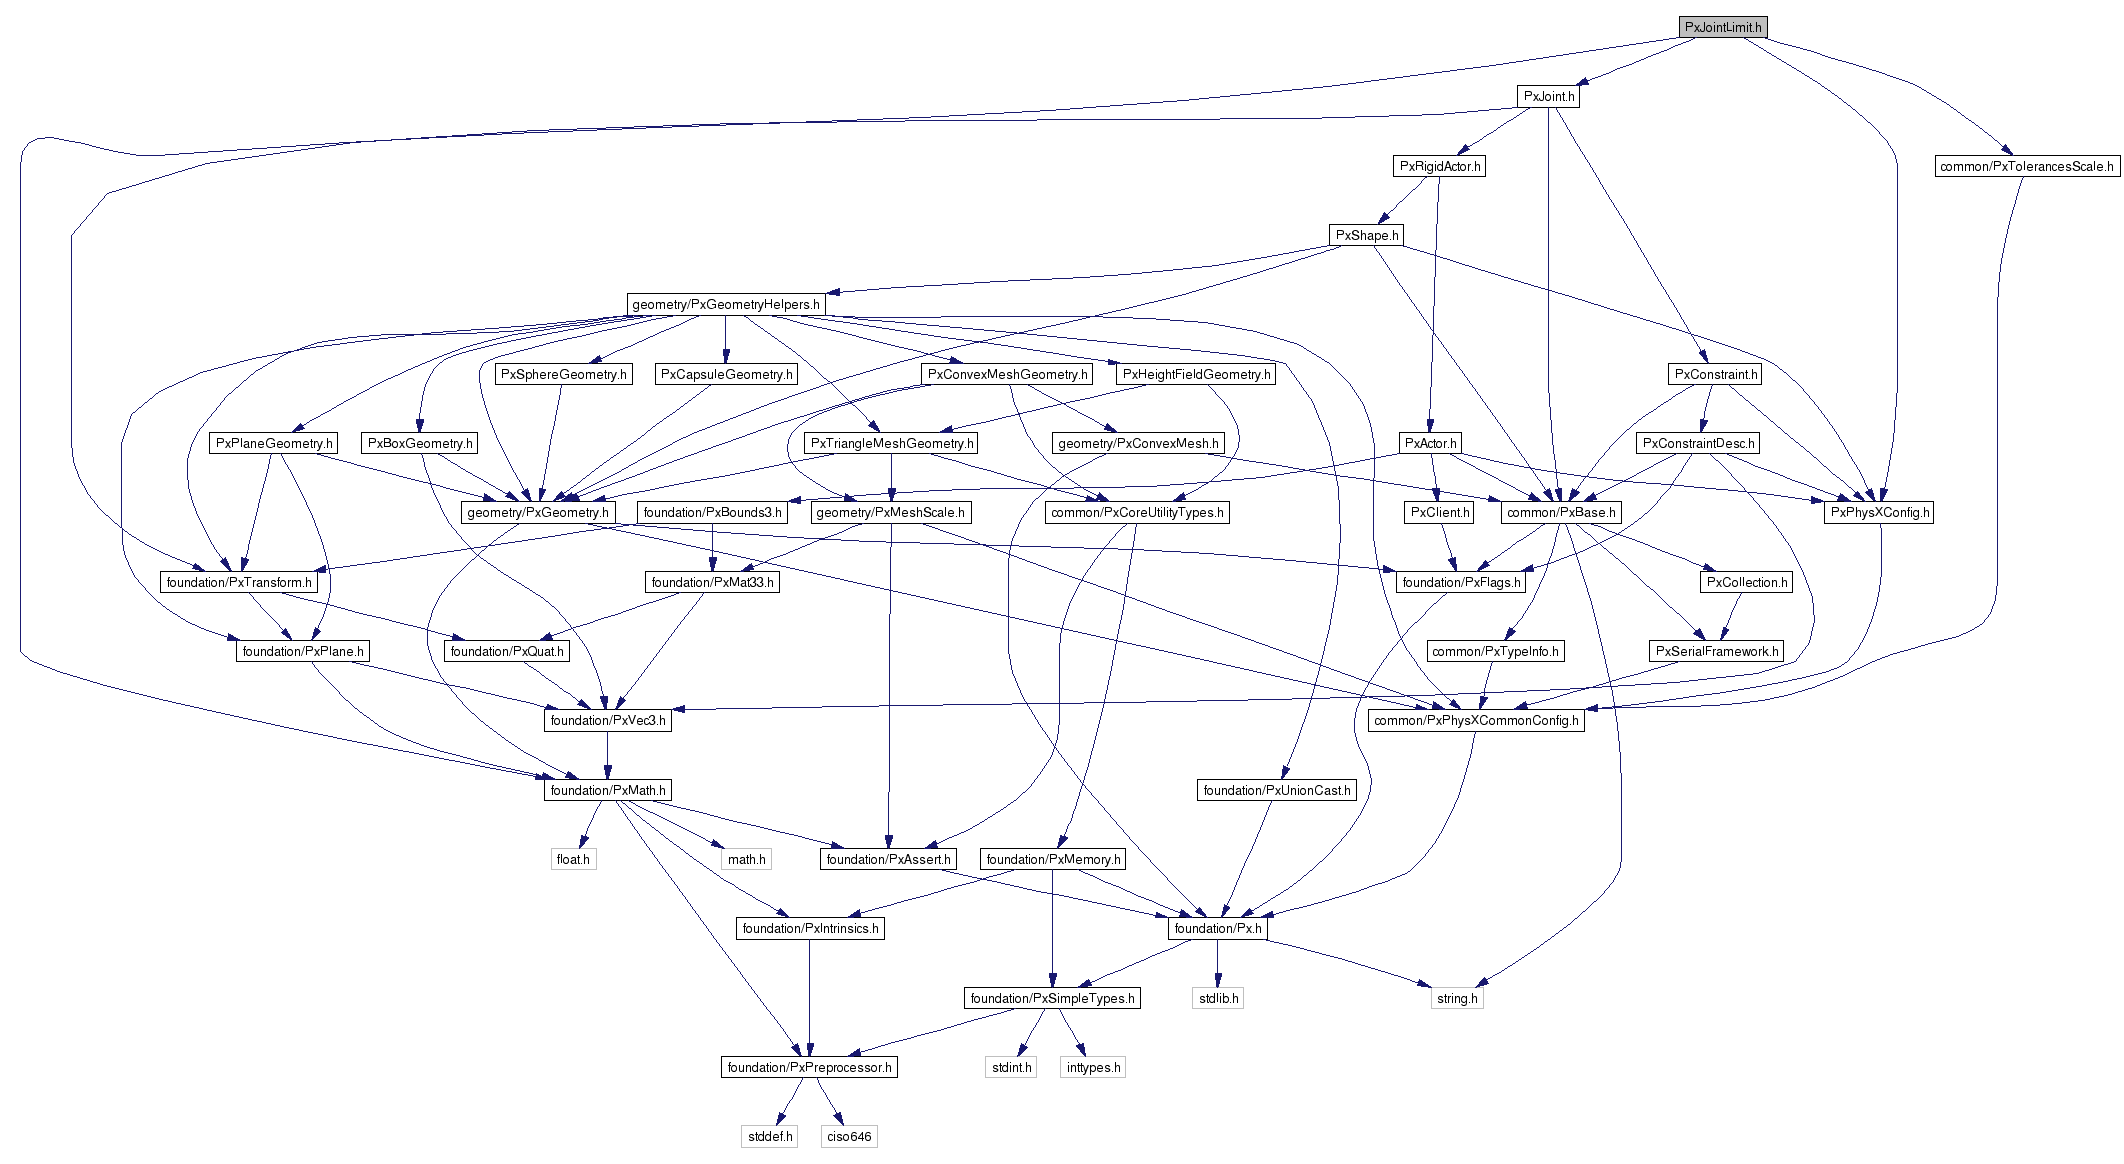 PxJointLimit.h
PxJoint.h
PxRigidActor.h
common/PxTolerancesScale.h
PxShape.h
geometry/PxGeometryHelpers.h
PxSphereGeometry.h
PxCapsuleGeometry.h
PxConvexMeshGeometry.h
PxHeightFieldGeometry.h
PxConstraint.h
PxPlaneGeometry.h
PxBoxGeometry.h
PxTriangleMeshGeometry.h
geometry/PxConvexMesh.h
PxActor.h
PxConstraintDesc.h
geometry/PxGeometry.h
foundation/PxBounds3.h
geometry/PxMeshScale.h
common/PxCoreUtilityTypes.h
PxClient.h
common/PxBase.h
PxPhysXConfig.h
foundation/PxTransform.h
foundation/PxMat33.h
foundation/PxFlags.h
PxCollection.h
foundation/PxPlane.h
foundation/PxQuat.h
common/PxTypeInfo.h
PxSerialFramework.h
foundation/PxVec3.h
common/PxPhysXCommonConfig.h
foundation/PxMath.h
foundation/PxUnionCast.h
float.h
math.h
foundation/PxAssert.h
foundation/PxMemory.h
foundation/PxIntrinsics.h
foundation/Px.h
foundation/PxSimpleTypes.h
stdlib.h
string.h
foundation/PxPreprocessor.h
stdint.h
inttypes.h
stddef.h
ciso646